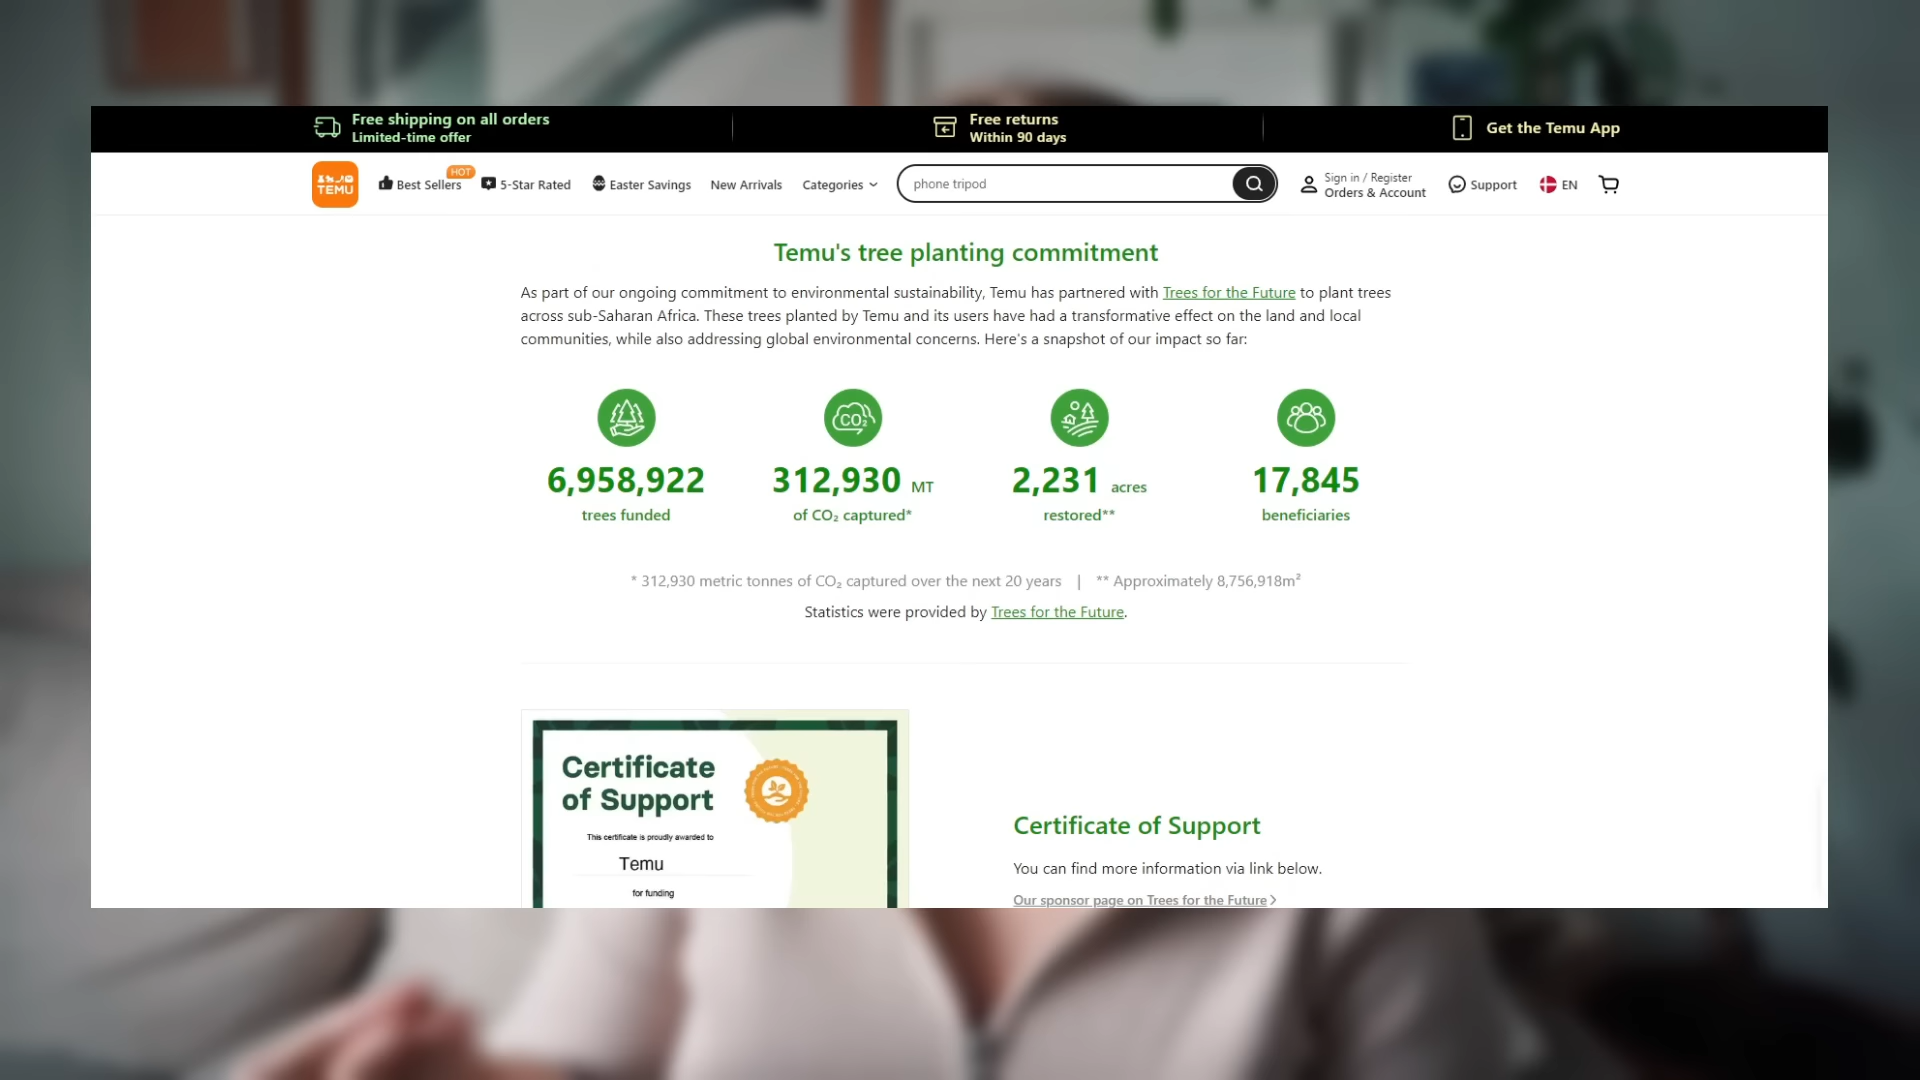 Free shipping on all orders
Limited-time offer
Free returns
Within 90 days
Get the Temu App
TEMU
Best Sellers
HOT
5-Star Rated
Easter Savings
New Arrivals
Categories
phone tripod
Sign in / Register
Orders & Account
Support
EN
Temu's tree planting commitment
As part of our ongoing commitment to environmental sustainability, Temu has partnered with Trees for the Future to plant trees
across sub-Saharan Africa. These trees planted by Temu and its users have had a transformative effect on the land and local
communities, while also addressing global environmental concerns. Here's a snapshot of our impact so far:
CO₂
6,958,922
trees funded
312,930 MT
of CO₂ captured*
2,231 acres
restored**
17,845
beneficiaries
* 312,930 metric tonnes of CO₂ captured over the next 20 years | ** Approximately 8,756,918m²
Statistics were provided by Trees for the Future.
Certificate
of Support
This certificate is proudly awarded to
Temu
for funding
Certificate of Support
You can find more information via link below.
Our sponsor page on Trees for the Future >